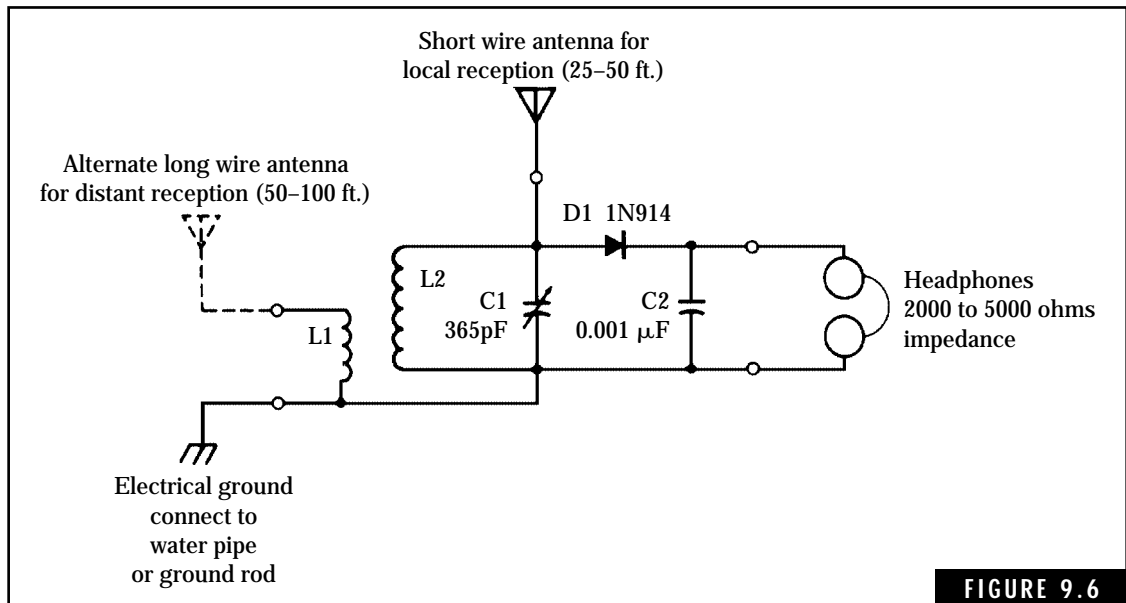 Short wire antenna for
local reception (25–50 ft.)
Alternate long wire antenna
for distant reception (50–100 ft.)
D1 1N914
L2
C1
365pF
C2
0.001 µF
Headphones
2000 to 5000 ohms
impedance
L1
Electrical ground
connect to
water pipe
or ground rod
FIGURE 9.6